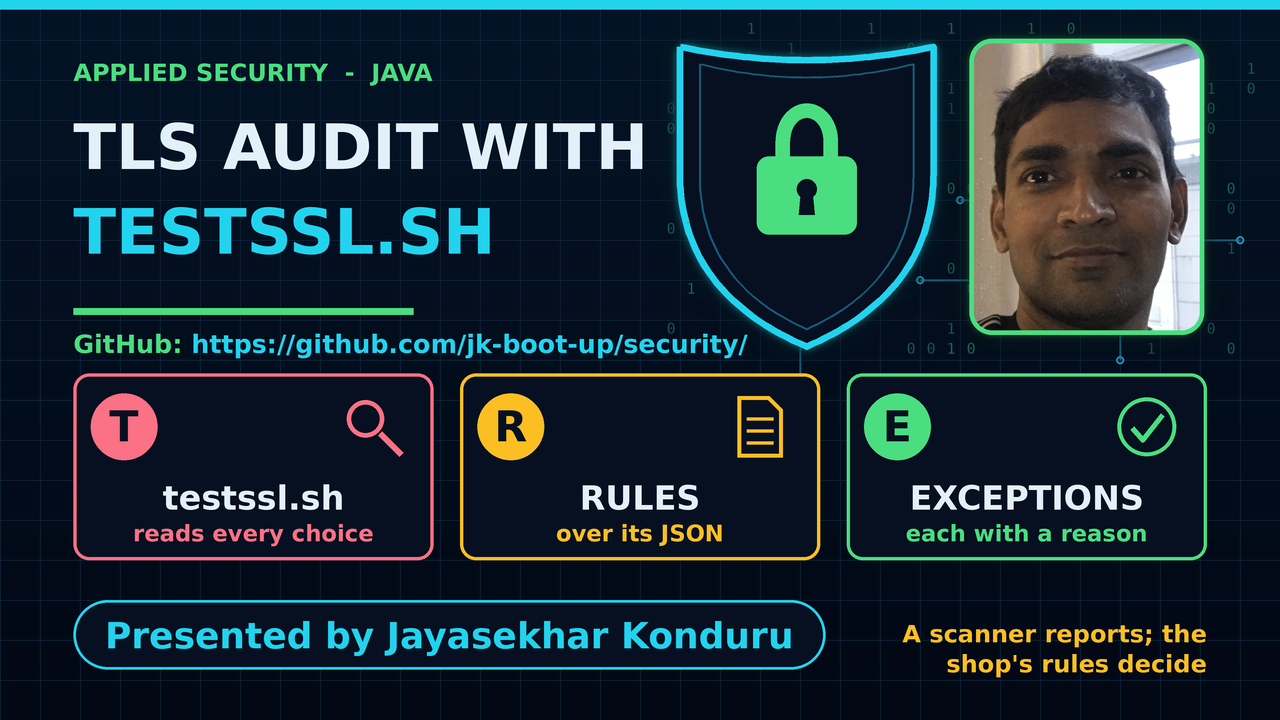 APPLIED SECURITY - JAVA
TLS AUDIT WITH
TESTSSL.SH
GitHub: https://github.com/jk-boot-up/security/
T
testssl.sh
reads every choice
R
RULES
over its JSON
E
EXCEPTIONS
each with a reason
Presented by Jayasekhar Konduru
A scanner reports; the
shop's rules decide